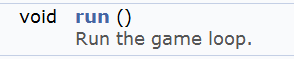 void run ()
Run the game loop.